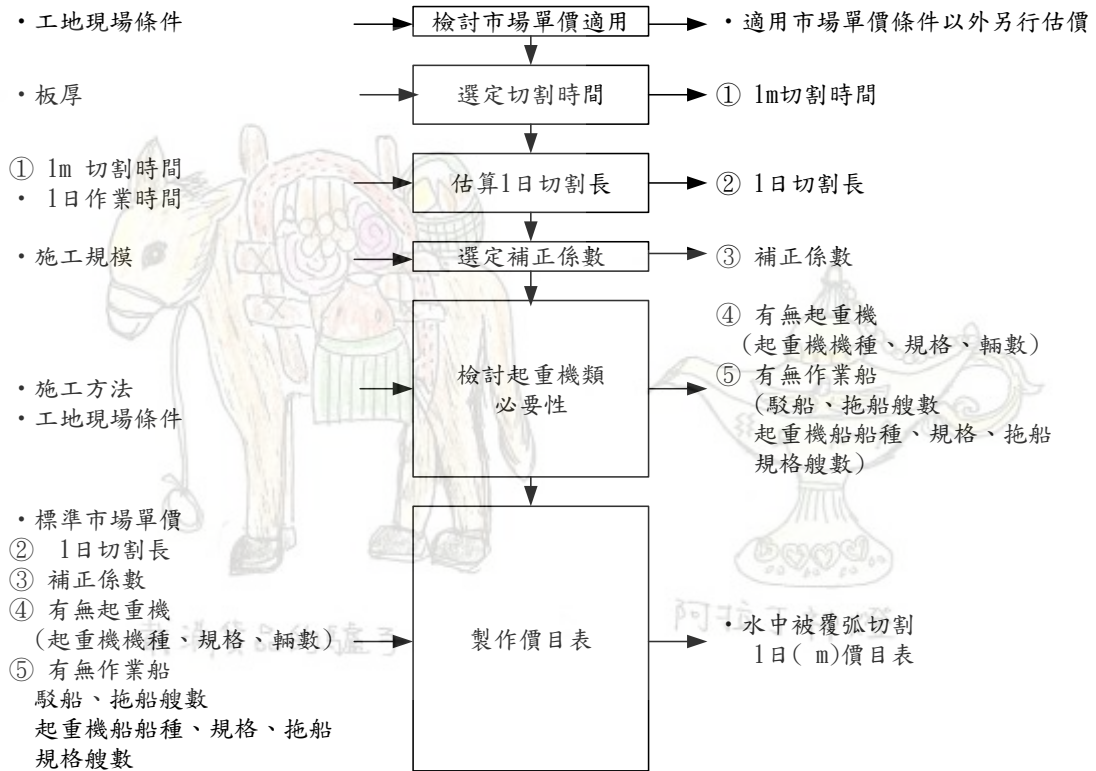 ・工地現場條件
檢討市場單價適用
・適用市場單價條件以外另行估價
・板厚
選定切割時間
① 1m切割時間
① 1m 切割時間
・ 1日作業時間
估算1日切割長
② 1日切割長
・施工規模
選定補正係數
③ 補正係數
・施工方法
・工地現場條件
檢討起重機類
必要性
④ 有無起重機
(起重機機種、規格、輛數)
⑤ 有無作業船
(駁船、拖船艘數
起重機船船種、規格、拖船
規格艘數)
・標準市場單價
② 1日切割長
③ 補正係數
④ 有無起重機
(起重機機種、規格、輛數)
⑤ 有無作業船
駁船、拖船艘數
起重機船船種、規格、拖船
規格艘數
製作價目表
・水中被覆弧切割
1日( m)價目表